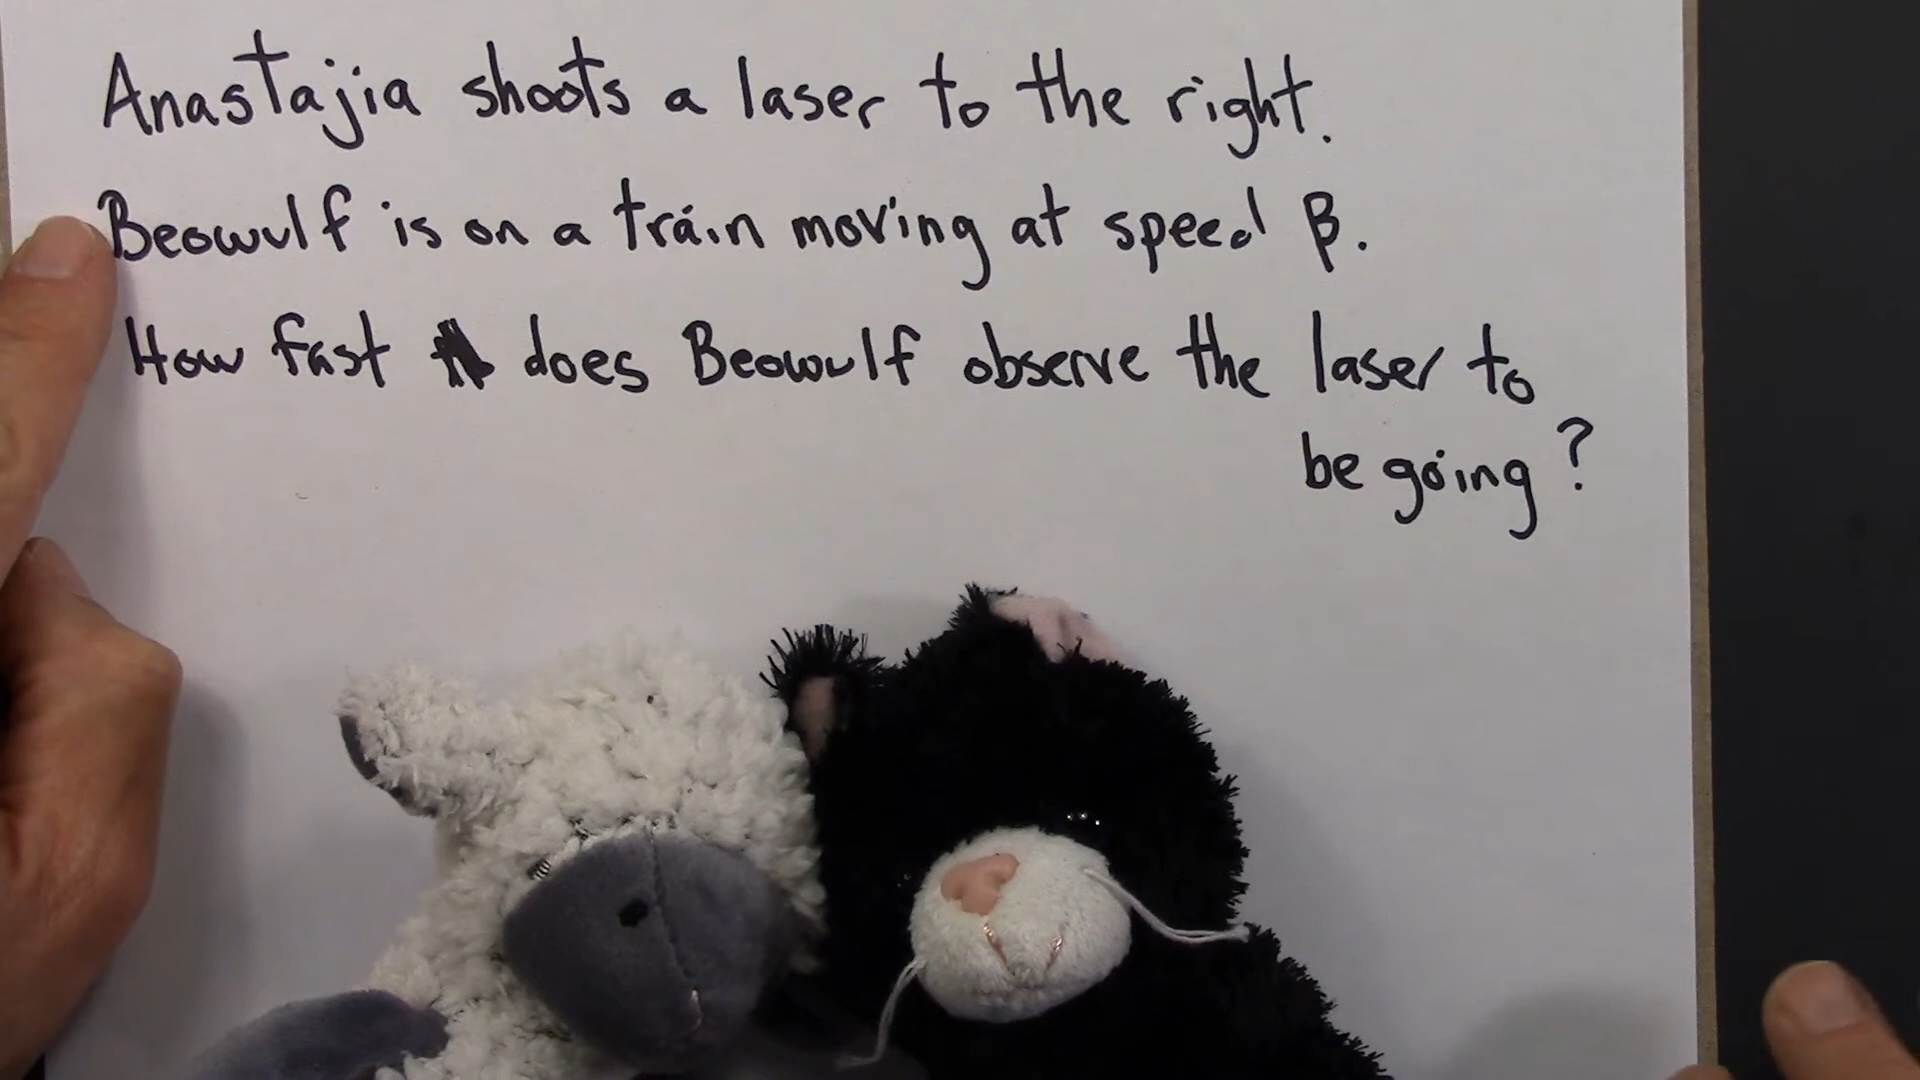 Anastajia shoots a laser to the right.
Beowulf is on a train moving at speed β.
How fast does Beowulf observe the laser to
be going?